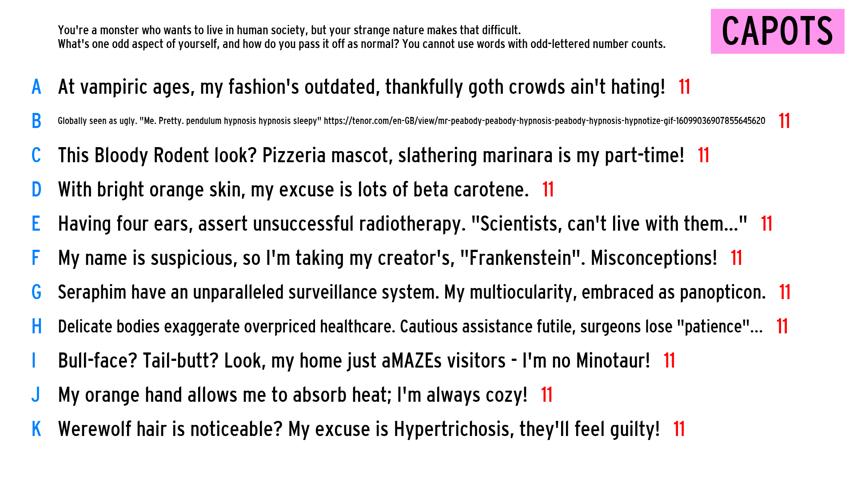 You're a monster who wants to live in human society, but your strange nature makes that difficult.
What's one odd aspect of yourself, and how do you pass it off as normal? You cannot use words with odd-lettered number counts.
CAPOTS
A At vampiric ages, my fashion's outdated, thankfully goth crowds ain't hating! 11
B Globally seen as ugly. "Me. Pretty. pendulum hypnosis hypnosis sleepy" https://tenor.com/en-GB/view/mr-peabody-peabody-hypnosis-peabody-hypnosis-hypnotize-gif-16099036907855645620 11
C This Bloody Rodent look? Pizzeria mascot, slathering marinara is my part-time! 11
D With bright orange skin, my excuse is lots of beta carotene. 11
E Having four ears, assert unsuccessful radiotherapy. "Scientists, can't live with them..." 11
F My name is suspicious, so I'm taking my creator's, "Frankenstein". Misconceptions! 11
G Seraphim have an unparalleled surveillance system. My multiocularity, embraced as panopticon. 11
H Delicate bodies exaggerate overpriced healthcare. Cautious assistance futile, surgeons lose "patience"... 11
I Bull-face? Tail-butt? Look, my home just aMAZEs visitors - I'm no Minotaur! 11
J My orange hand allows me to absorb heat; I'm always cozy! 11
K Werewolf hair is noticeable? My excuse is Hypertrichosis, they'll feel guilty! 11